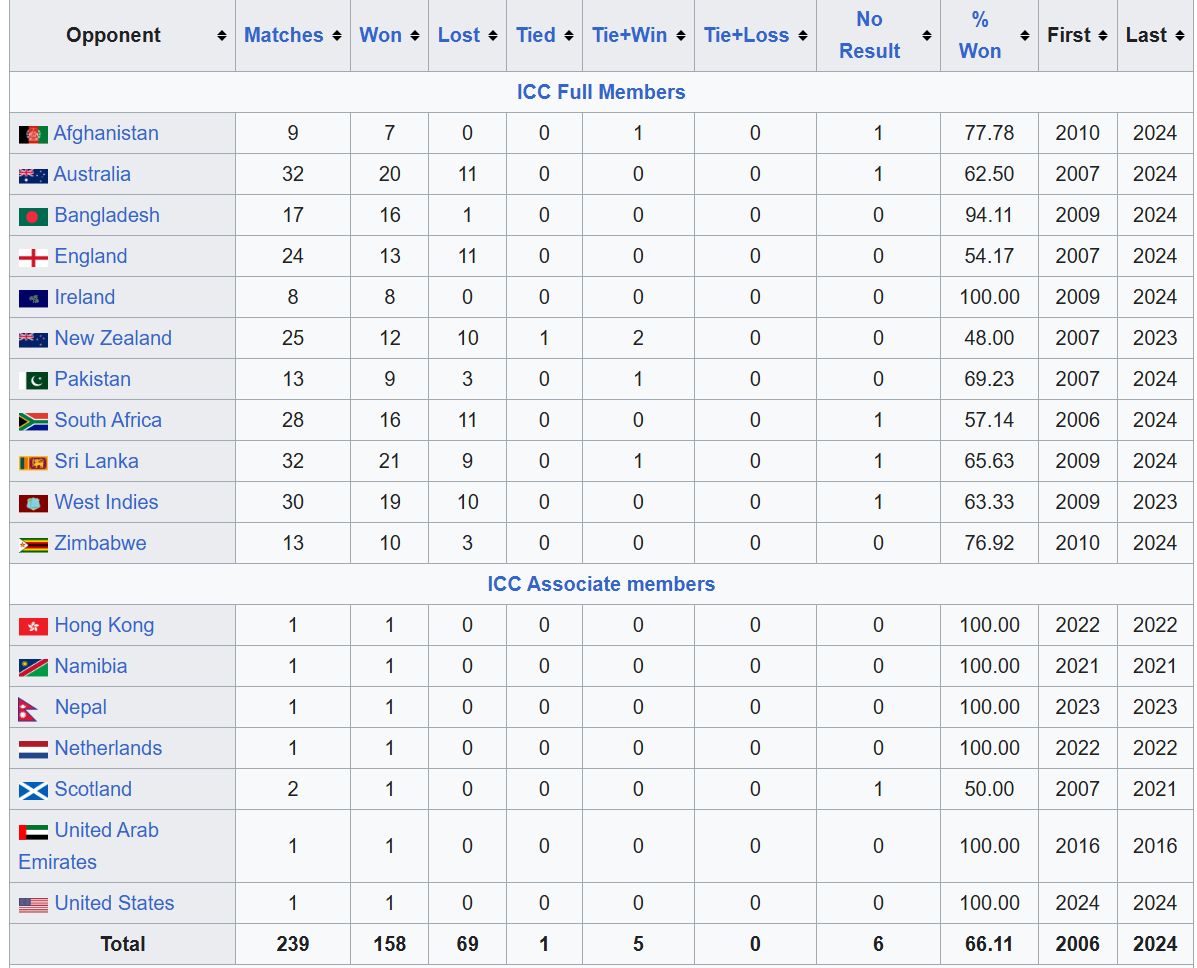 Opponent Matches Won Lost Tied Tie+Win Tie+Loss No Result % Won First Last
ICC Full Members
Afghanistan 9 7 0 0 1 0 1 77.78 2010 2024
Australia 32 20 11 0 0 0 1 62.50 2007 2024
Bangladesh 17 16 1 0 0 0 0 94.11 2009 2024
England 24 13 11 0 0 0 0 54.17 2007 2024
Ireland 8 8 0 0 0 0 0 100.00 2009 2024
New Zealand 25 12 10 1 2 0 0 48.00 2007 2023
Pakistan 13 9 3 0 1 0 0 69.23 2007 2024
South Africa 28 16 11 0 0 0 1 57.14 2006 2024
Sri Lanka 32 21 9 0 1 0 1 65.63 2009 2024
West Indies 30 19 10 0 0 0 1 63.33 2009 2023
Zimbabwe 13 10 3 0 0 0 0 76.92 2010 2024
ICC Associate members
Hong Kong 1 1 0 0 0 0 0 100.00 2022 2022
Namibia 1 1 0 0 0 0 0 100.00 2021 2021
Nepal 1 1 0 0 0 0 0 100.00 2023 2023
Netherlands 1 1 0 0 0 0 0 100.00 2022 2022
Scotland 2 1 0 0 0 0 1 50.00 2007 2021
United Arab Emirates 1 1 0 0 0 0 0 100.00 2016 2016
United States 1 1 0 0 0 0 0 100.00 2024 2024
Total 239 158 69 1 5 0 6 66.11 2006 2024